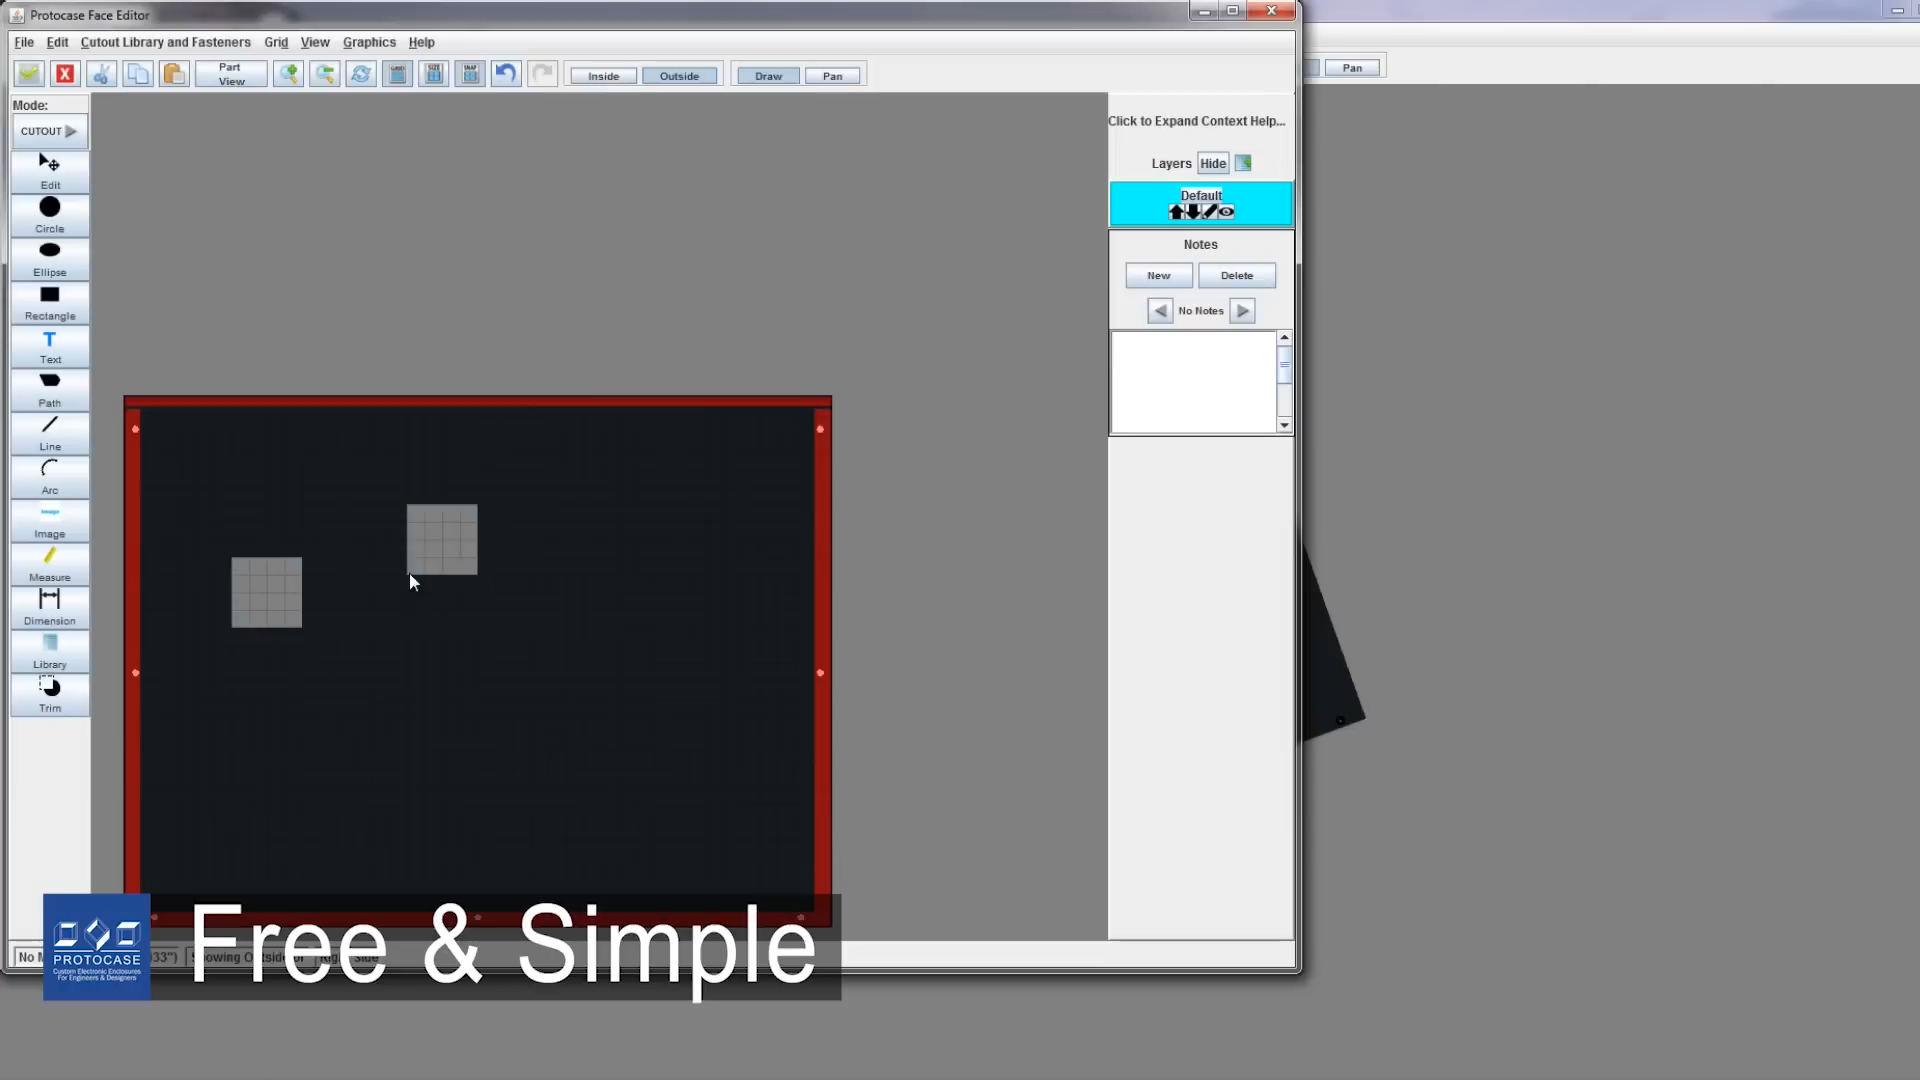 Protocase Face Editor
File Edit Cutout Library and Fasteners Grid View Graphics Help
Part View
Inside Outside Draw Pan
Pan
Mode:
CUTOUT
Edit
Circle
Ellipse
Rectangle
Text
Path
Line
Arc
Image
Measure
Dimension
Library
Trim
Click to Expand Context Help...
Layers Hide
Default
Notes
New Delete
No Notes
PROTOCASE
Custom Electronic Enclosures
For Engineers & Designers
Free & Simple